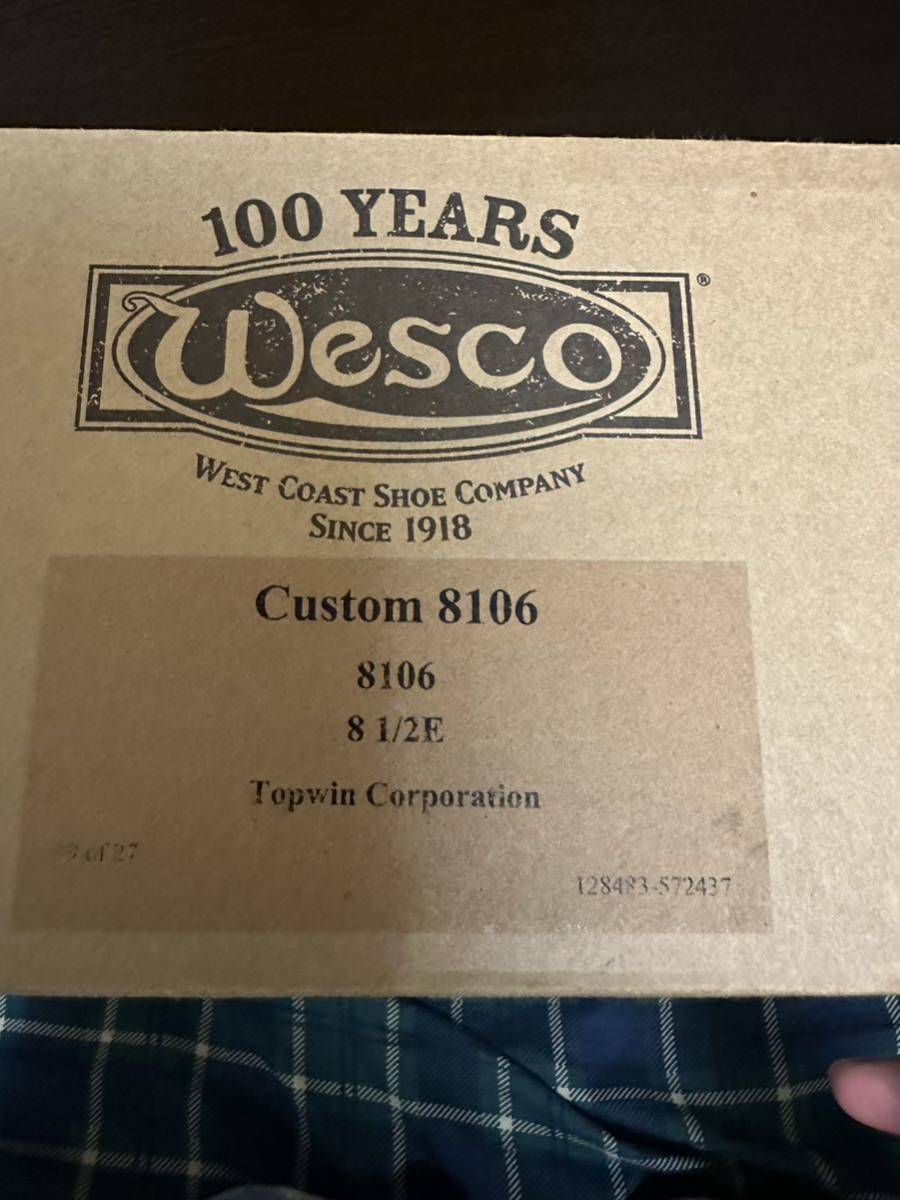 100 YEARS
Wesco®
WEST COAST SHOE COMPANY
SINCE 1918
Custom 8106
8106
8 1/2E
Topwin Corporation
of 27
128483-572437